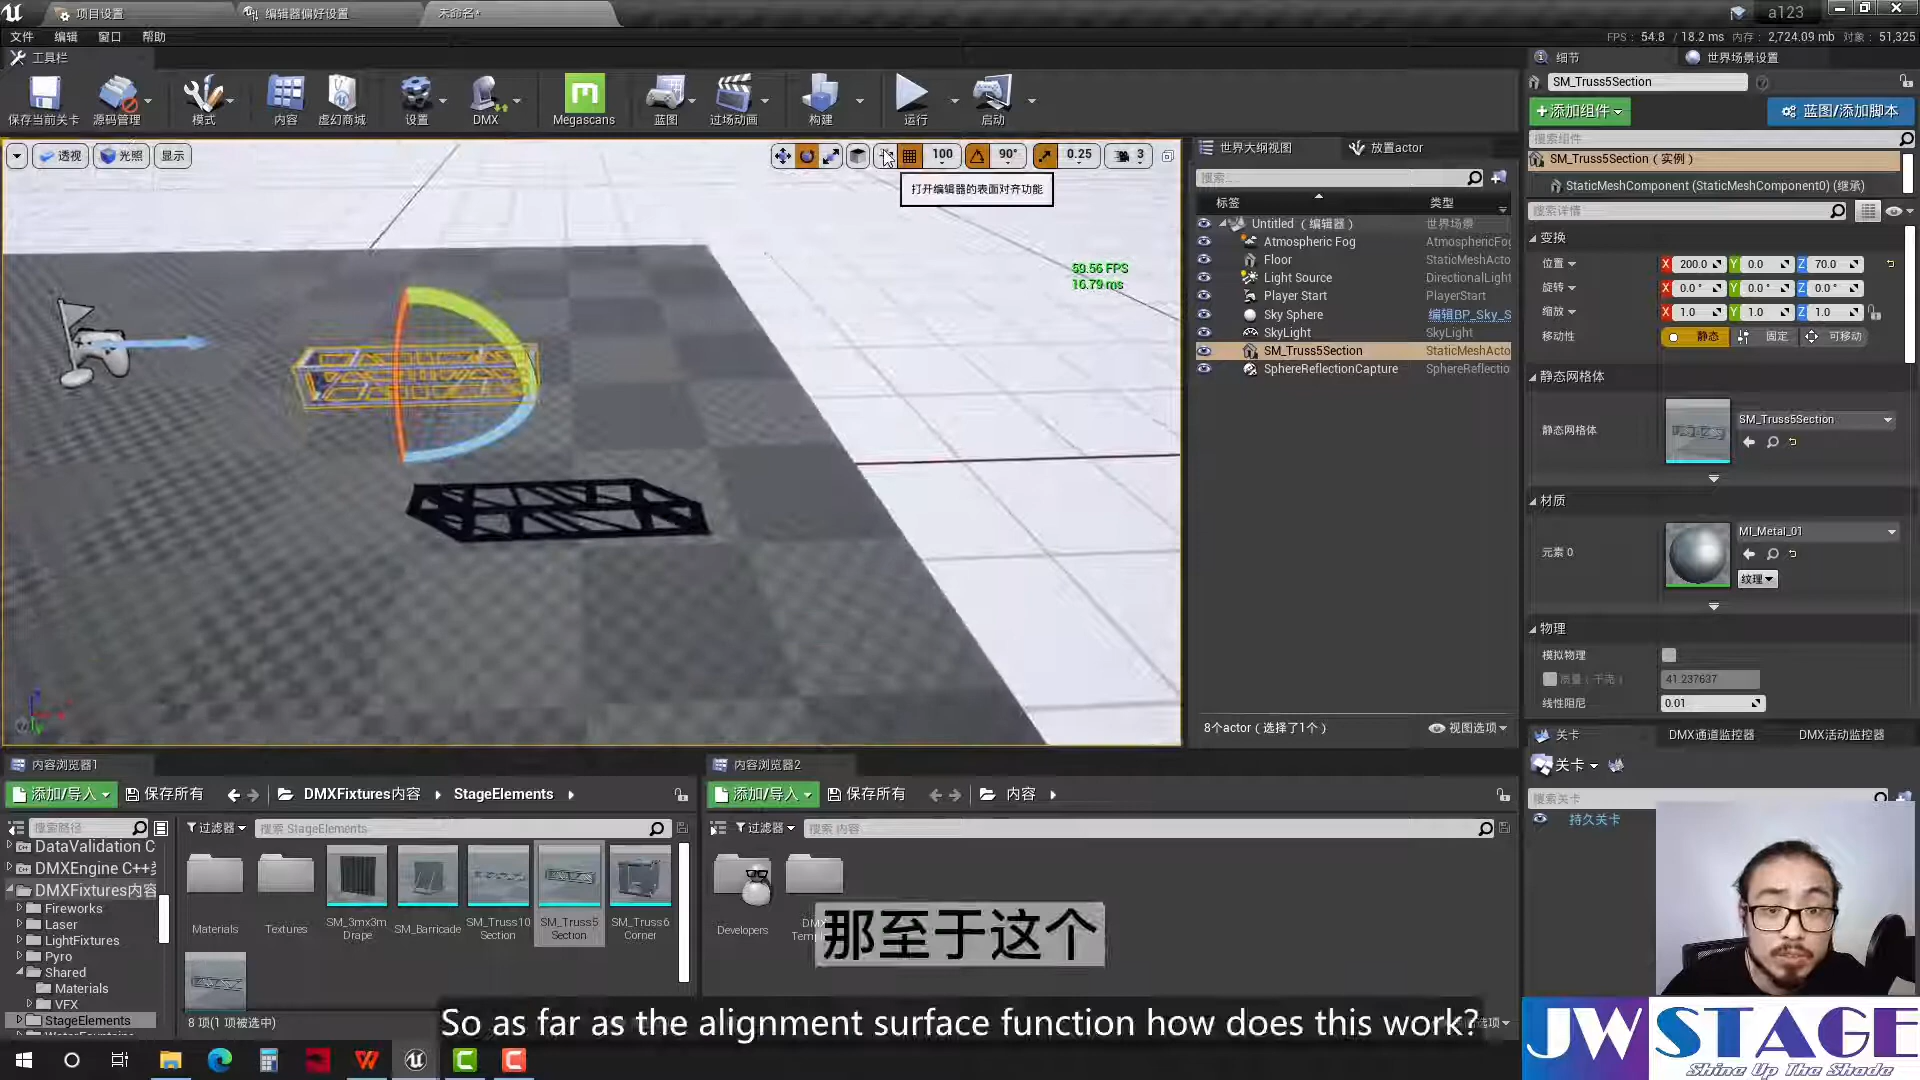 项目设置
编辑器偏好设置
未命名*
a123
文件 编辑 窗口 帮助
FPS： 54.8 / 18.2 ms 内存： 2,724.09 mb 对象： 51,325
工具栏
保存当前关卡
源码管理
模式
内容
虚幻商城
设置
DMX
Megascans
蓝图
过场动画
构建
运行
启动
透视
光照
显示
100
90°
0.25
3
打开编辑器的表面对齐功能
59.56 FPS
16.79 ms
世界大纲视图
放置actor
搜索...
标签 类型
Untitled（编辑器） 世界场景
Atmospheric Fog AtmosphericFog
Floor StaticMeshActo
Light Source DirectionalLight
Player Start PlayerStart
Sky Sphere 编辑BP_Sky_S
SkyLight SkyLight
SM_Truss5Section StaticMeshActo
SphereReflectionCapture SphereReflectio
8个actor（选择了1个）
视图选项
细节
世界场景设置
SM_Truss5Section
+添加组件
蓝图/添加脚本
搜索组件
SM_Truss5Section（实例）
StaticMeshComponent (StaticMeshComponent0) (继承)
搜索详情
变换
位置 X 200.0 Y 0.0 Z 70.0
旋转 X 0.0° Y 0.0° Z 0.0°
缩放 X 1.0 Y 1.0 Z 1.0
移动性 静态 固定 可移动
静态网格体
静态网格体
SM_Truss5Section
材质
元素 0
MI_Metal_01
纹理
物理
模拟物理
质量（千克） 41.237637
线性阻尼 0.01
关卡
DMX通道监控器
DMX活动监控器
关卡
搜索关卡
持久关卡
内容浏览器1
添加/导入
保存所有
DMXFixtures内容
StageElements
搜索路径
过滤器
搜索 StageElements
DataValidation C
DMXEngine C++类
DMXFixtures内容
Fireworks
Laser
LightFixtures
Pyro
Shared
Materials
VFX
StageElements
Materials
Textures
SM_3mx3m
Drape
SM_Barricade
SM_Truss10
Section
SM_Truss5
Section
SM_Truss6
Corner
8 项(1 项被选中)
内容浏览器2
添加/导入
保存所有
内容
过滤器
搜索 内容
Developers
那至于这个
So as far as the alignment surface function how does this work?
JWSTAGE
Shine Up The Shade